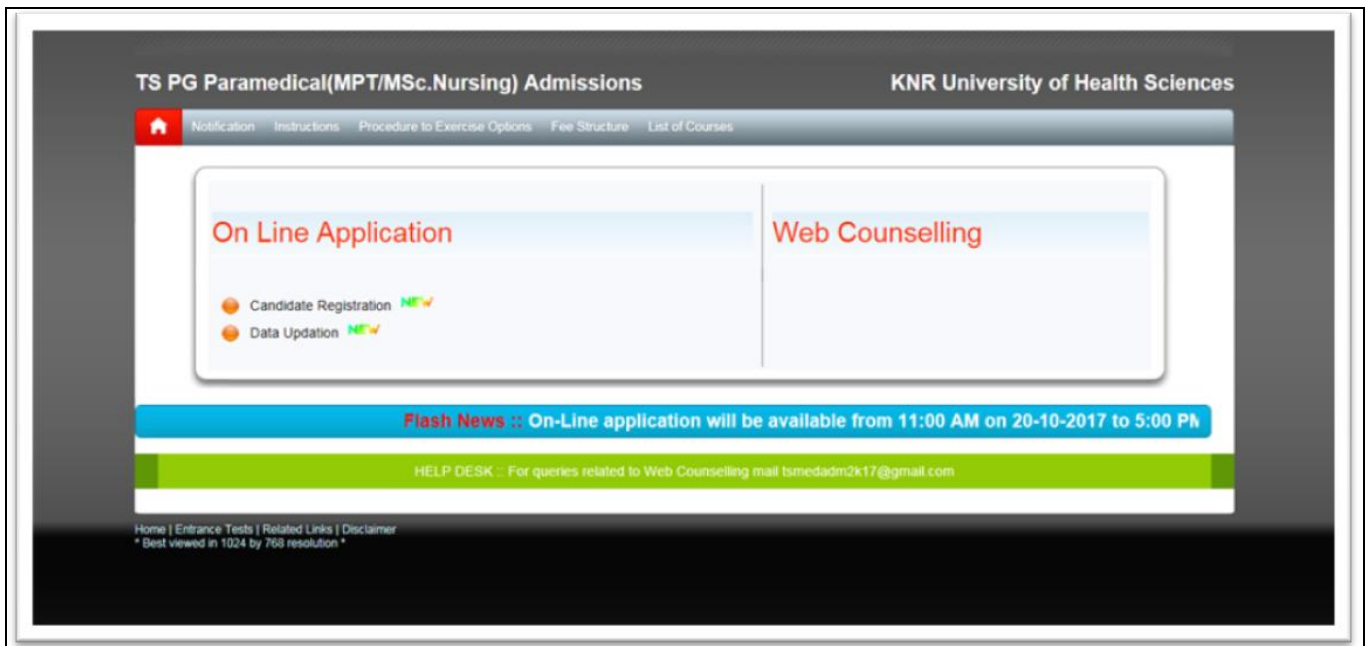 TS PG Paramedical(MPT/MSc.Nursing) Admissions
KNR University of Health Sciences
Notification Instructions Procedure to Exercise Options Fee Structure List of Courses
On Line Application
Web Counselling
Candidate Registration NEW
Data Updation NEW
Flash News :: On-Line application will be available from 11:00 AM on 20-10-2017 to 5:00 PM
HELP DESK :: For queries related to Web Counselling mail tsmedadm2k17@gmail.com
Home | Entrance Tests | Related Links | Disclaimer
* Best viewed in 1024 by 768 resolution *